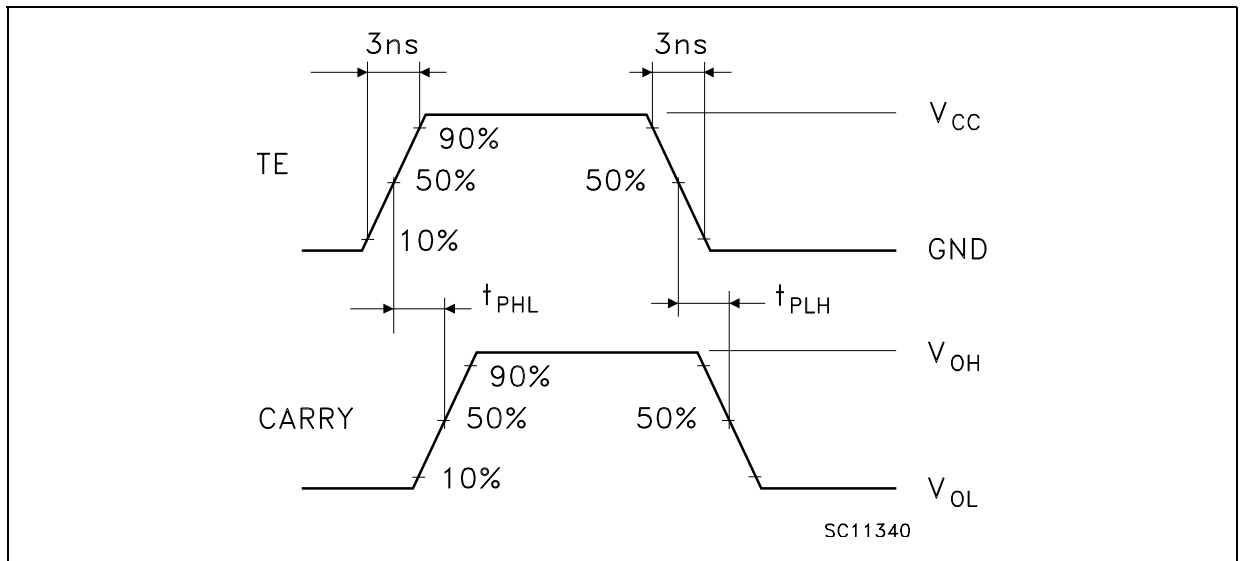 3ns 3ns
V_CC
90%
TE 50% 50%
10% GND
t_PHL t_PLH
V_OH
90%
CARRY 50% 50%
10%
V_OL
SC11340